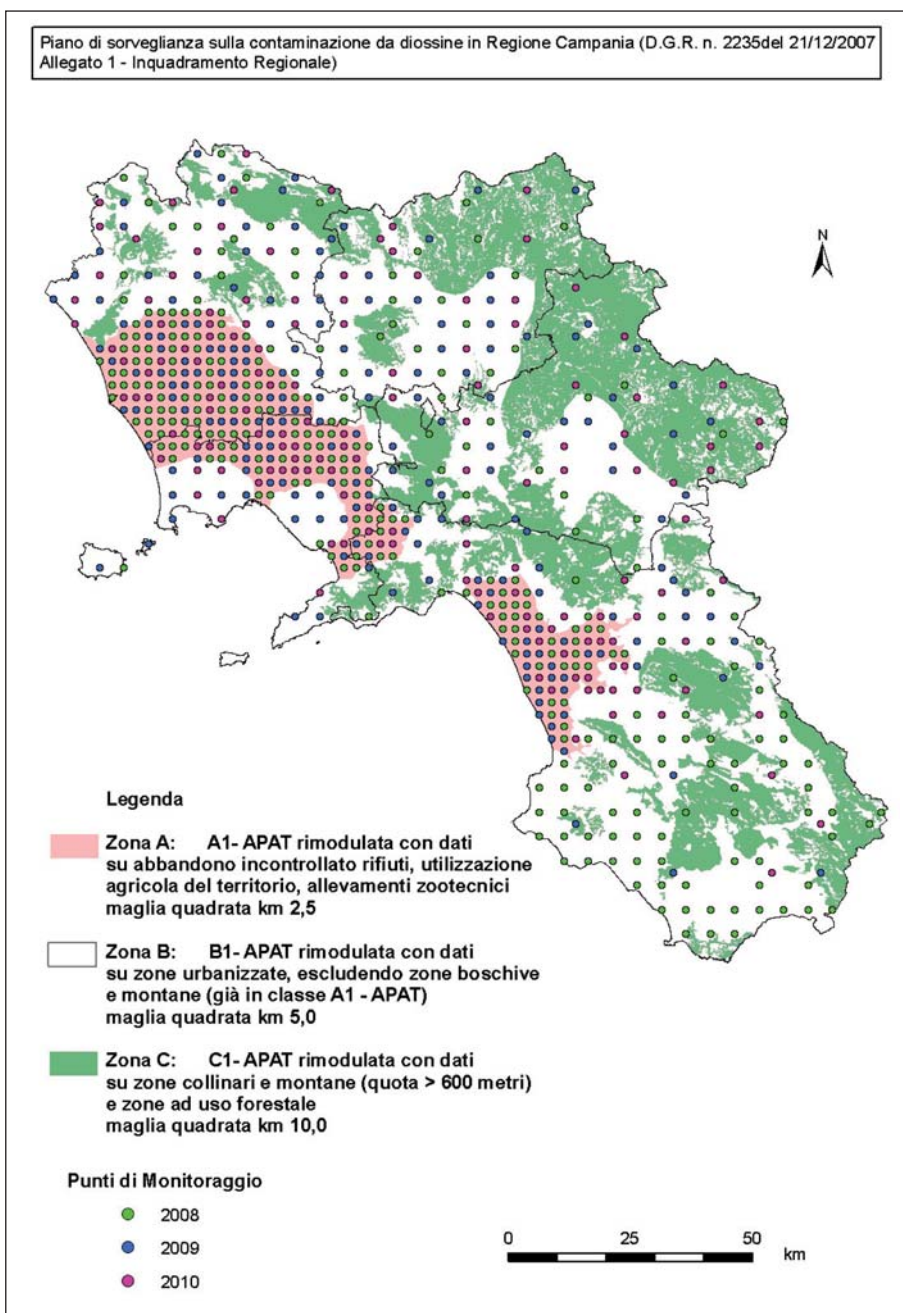 Piano di sorveglianza sulla contaminazione da diossine in Regione Campania (D.G.R. n. 2235del 21/12/2007
Allegato 1 - Inquadramento Regionale)
N
Legenda
Zona A: A1- APAT rimodulata con dati
su abbandono incontrollato rifiuti, utilizzazione
agricola del territorio, allevamenti zootecnici
maglia quadrata km 2,5
Zona B: B1- APAT rimodulata con dati
su zone urbanizzate, escludendo zone boschive
e montane (già in classe A1 - APAT)
maglia quadrata km 5,0
Zona C: C1- APAT rimodulata con dati
su zone collinari e montane (quota > 600 metri)
e zone ad uso forestale
maglia quadrata km 10,0
Punti di Monitoraggio
2008
2009
2010
0 25 50
km